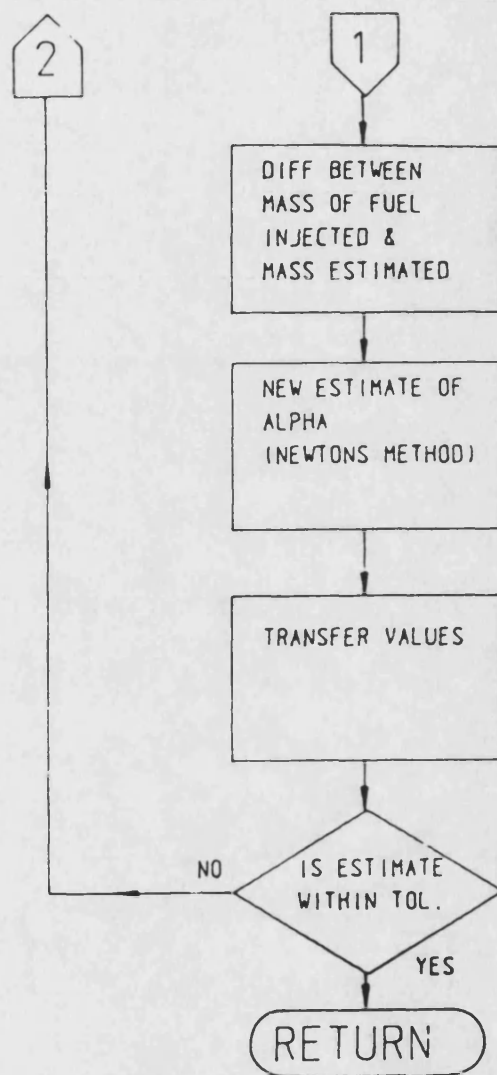 2
1
DIFF BETWEEN
MASS OF FUEL
INJECTED &
MASS ESTIMATED
NEW ESTIMATE OF
ALPHA
(NEWTONS METHOD)
TRANSFER VALUES
IS ESTIMATE
WITHIN TOL.
NO
YES
RETURN